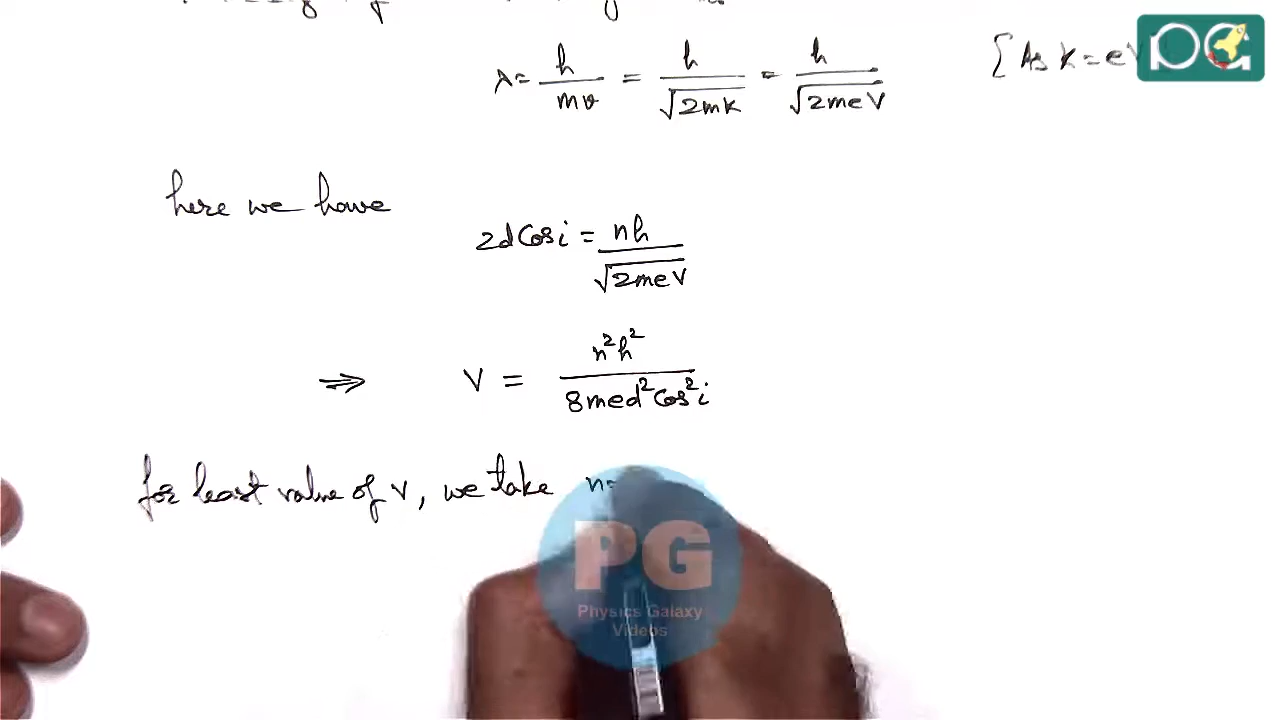 λ = h/mv = h/√2mk = h/√2meV [As K = eV
here we have
2d Cos i = nh/√2meV
⇒ V = n²h²/8med² Cos² i
for least value of V, we take n=
PG
Physics Galaxy
Videos